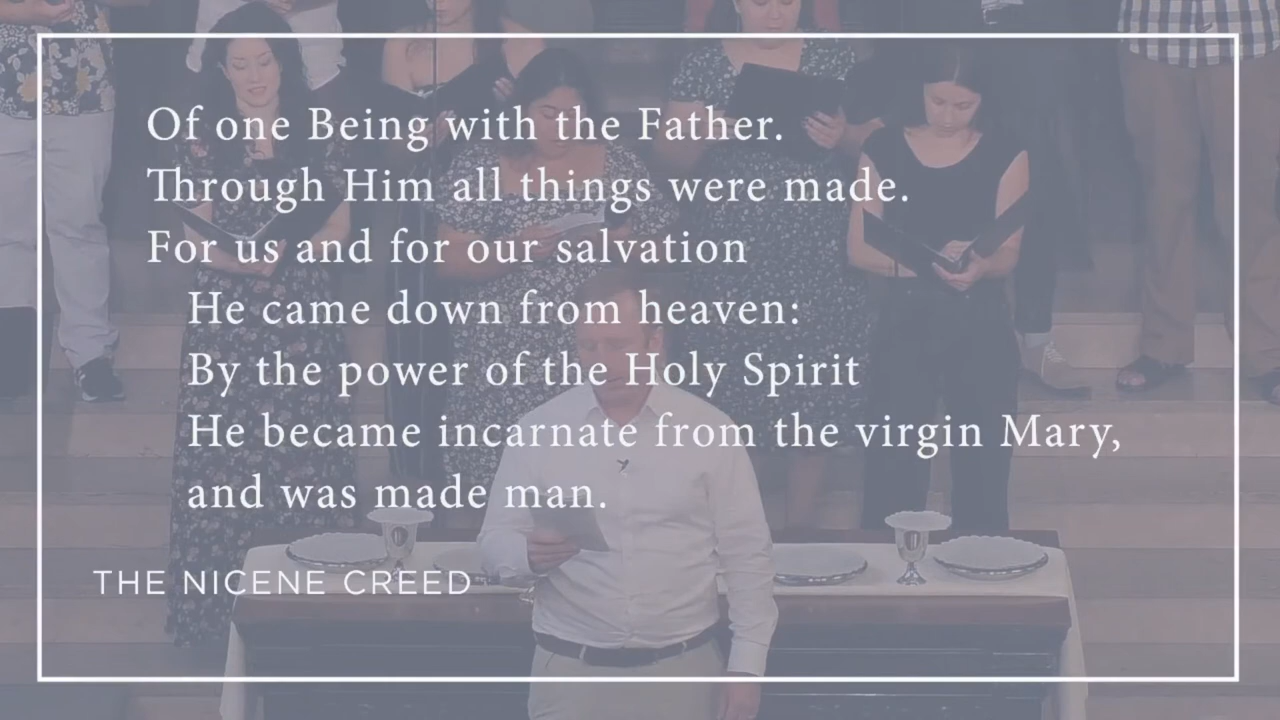 Of one Being with the Father.
Through Him all things were made.
For us and for our salvation
He came down from heaven:
By the power of the Holy Spirit
He became incarnate from the virgin Mary,
and was made man.
THE NICENE CREED